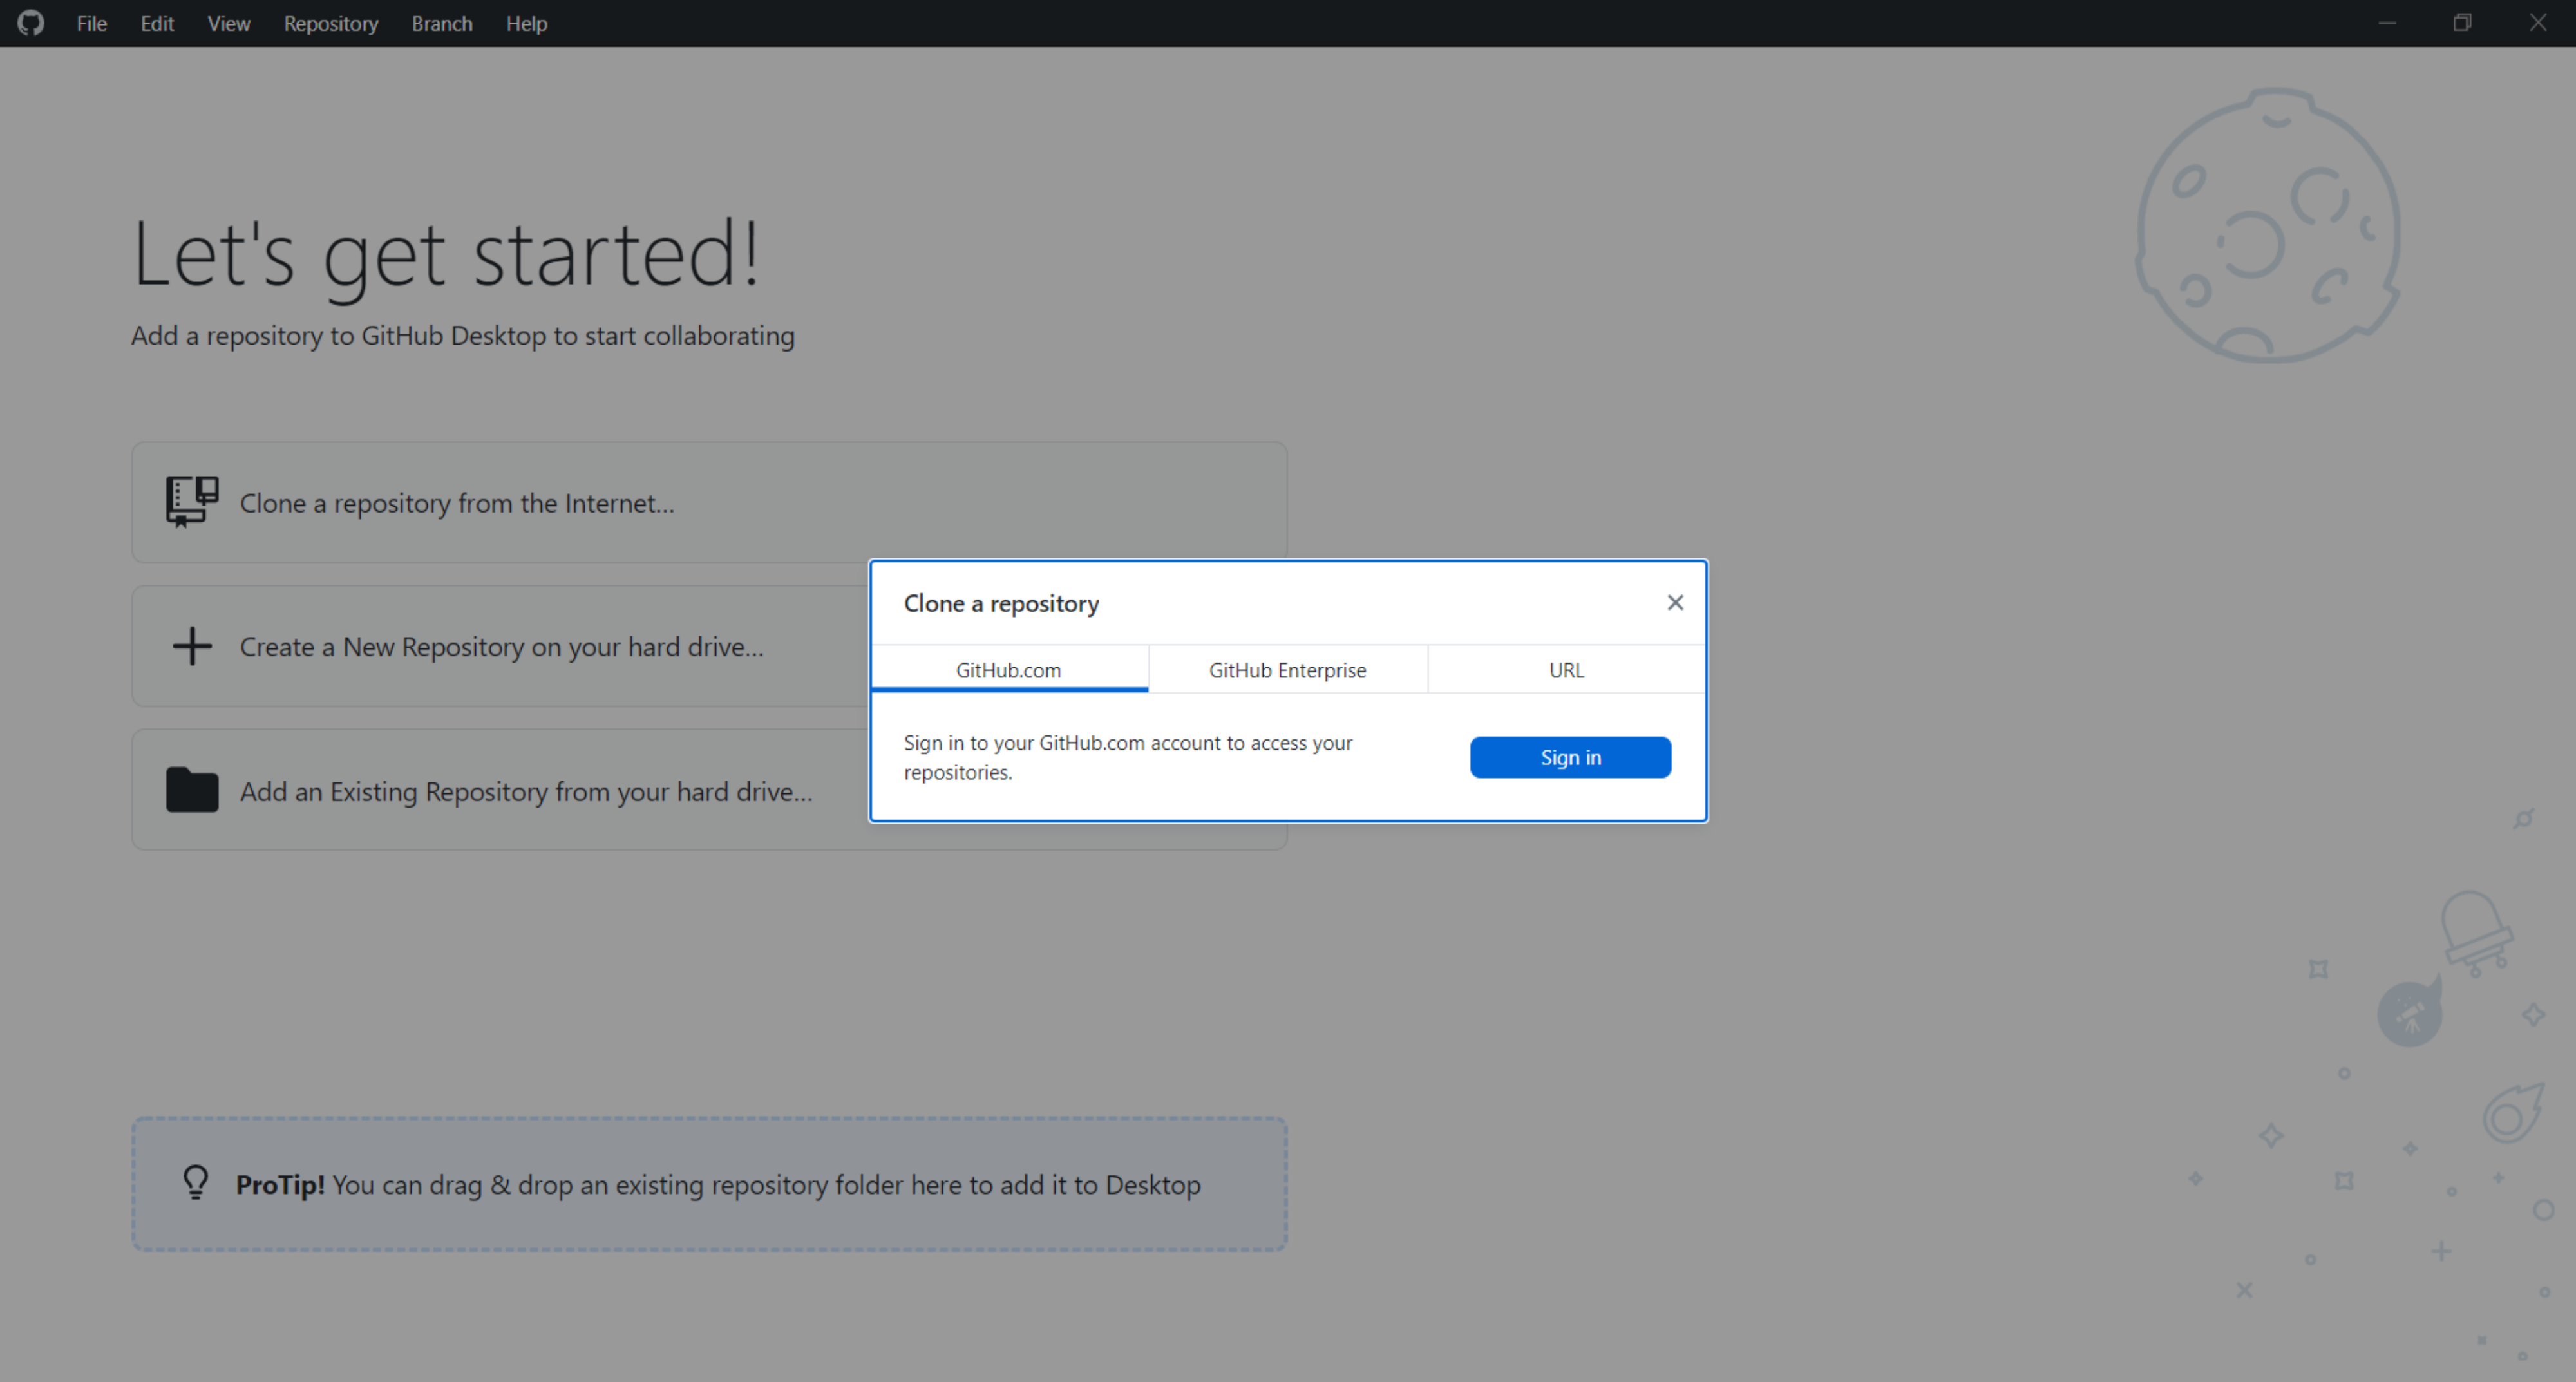 File Edit View Repository Branch Help
Let's get started!
Add a repository to GitHub Desktop to start collaborating
Clone a repository from the Internet...
Create a New Repository on your hard drive...
Add an Existing Repository from your hard drive...
Clone a repository
GitHub.com GitHub Enterprise URL
Sign in to your GitHub.com account to access your
repositories.
Sign in
ProTip! You can drag & drop an existing repository folder here to add it to Desktop